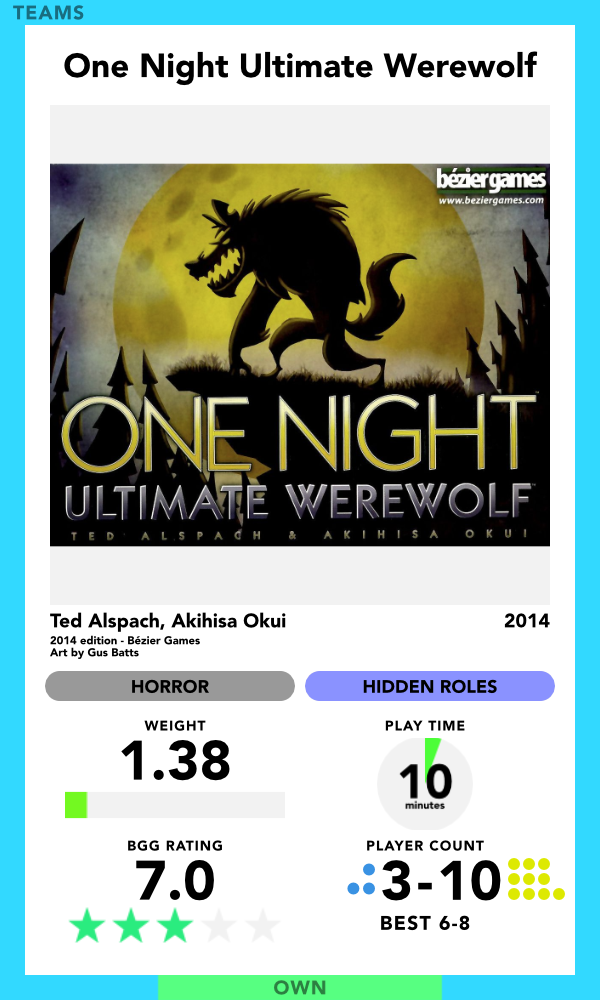 TEAMS
One Night Ultimate Werewolf
béziergames
www.beziergames.com
ONE NIGHT™
ULTIMATE WEREWOLF™
TED ALSPACH & AKIHISA OKUI
Ted Alspach, Akihisa Okui 2014
2014 edition - Bézier Games
Art by Gus Batts
HORROR HIDDEN ROLES
WEIGHT PLAY TIME
1.38 10
minutes
BGG RATING PLAYER COUNT
7.0 3-10
BEST 6-8
OWN